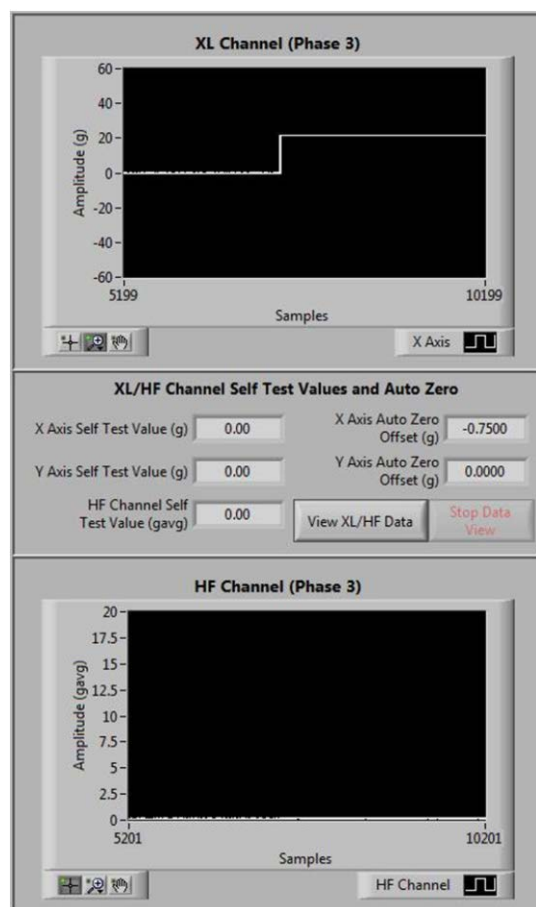 XL Channel (Phase 3)
Amplitude (g)
60
40
20
0
-20
-40
-60
5199
10199
Samples
X Axis
XL/HF Channel Self Test Values and Auto Zero
X Axis Self Test Value (g)
0.00
X Axis Auto Zero
Offset (g)
-0.7500
Y Axis Self Test Value (g)
0.00
Y Axis Auto Zero
Offset (g)
0.0000
HF Channel Self
Test Value (gavg)
0.00
View XL/HF Data
Stop Data
View
HF Channel (Phase 3)
Amplitude (gavg)
20
17.5
15
12.5
10
7.5
5
2.5
0
5201
10201
Samples
HF Channel